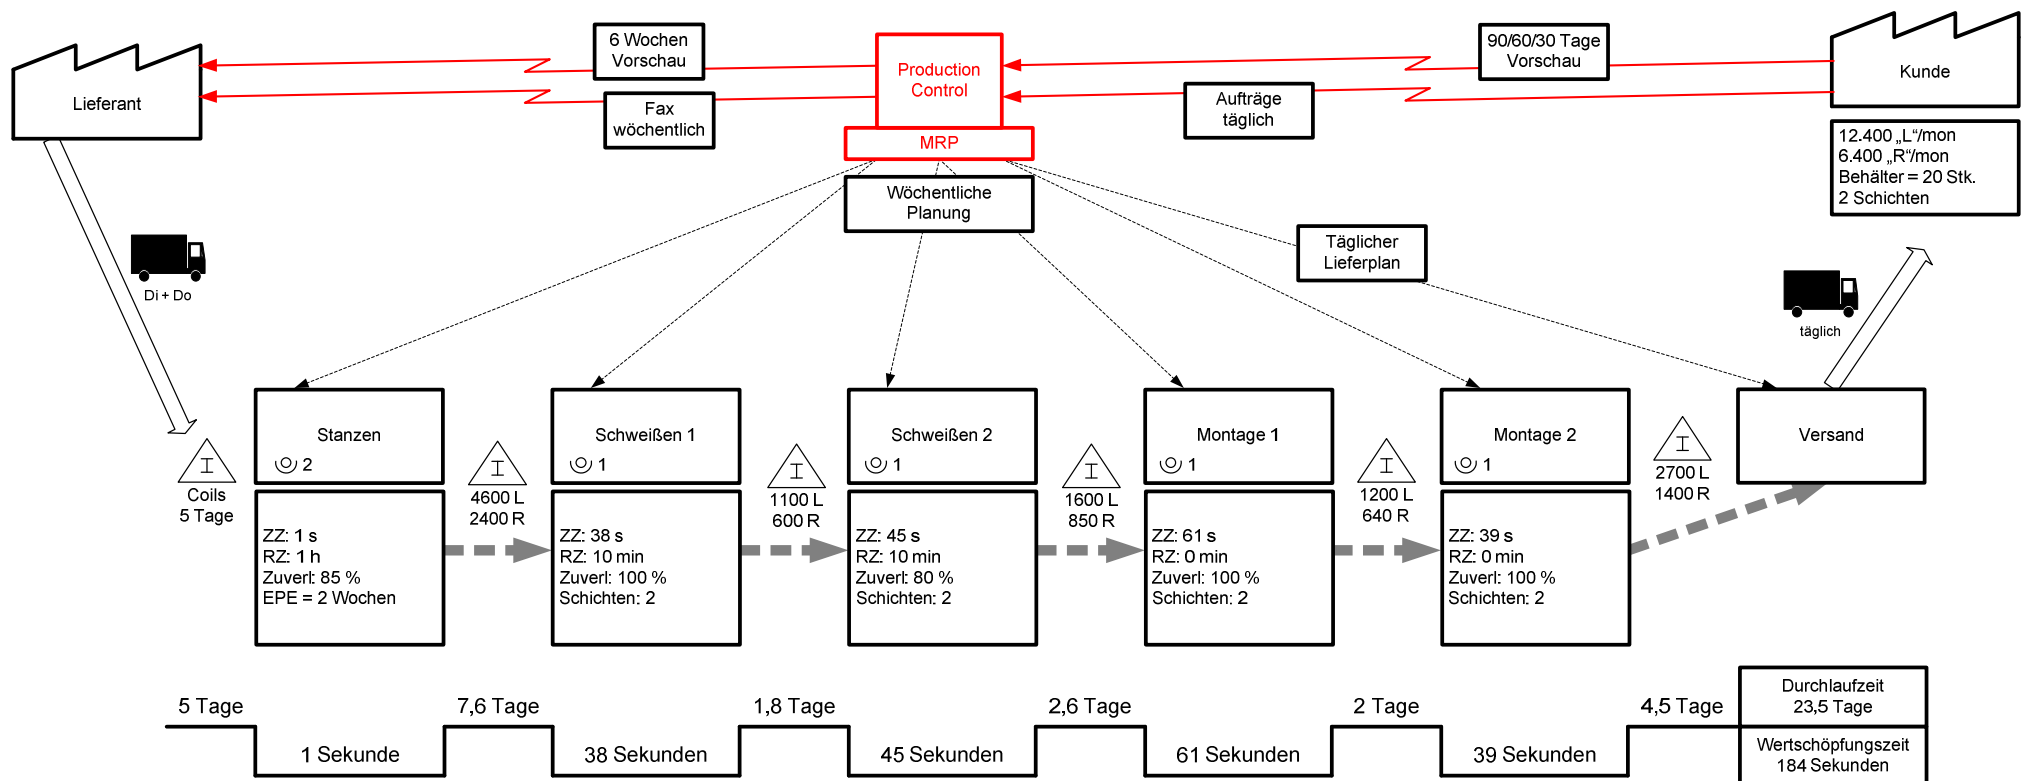 6 Wochen
Vorschau
Production
Control
90/60/30 Tage
Vorschau
Kunde
Lieferant
Fax
wöchentlich
Aufträge
täglich
MRP
12.400 „L“/mon
6.400 „R“/mon
Behälter = 20 Stk.
2 Schichten
Wöchentliche
Planung
Täglicher
Lieferplan
Di + Do
täglich
Stanzen
2
Schweißen 1
1
Schweißen 2
1
Montage 1
1
Montage 2
1
Versand
I
Coils
5 Tage
I
4600 L
2400 R
I
1100 L
600 R
I
1600 L
850 R
I
1200 L
640 R
I
2700 L
1400 R
ZZ: 1 s
RZ: 1 h
Zuverl: 85 %
EPE = 2 Wochen
ZZ: 38 s
RZ: 10 min
Zuverl: 100 %
Schichten: 2
ZZ: 45 s
RZ: 10 min
Zuverl: 80 %
Schichten: 2
ZZ: 61 s
RZ: 0 min
Zuverl: 100 %
Schichten: 2
ZZ: 39 s
RZ: 0 min
Zuverl: 100 %
Schichten: 2
5 Tage
7,6 Tage
1,8 Tage
2,6 Tage
2 Tage
4,5 Tage
Durchlaufzeit
23,5 Tage
1 Sekunde
38 Sekunden
45 Sekunden
61 Sekunden
39 Sekunden
Wertschöpfungszeit
184 Sekunden